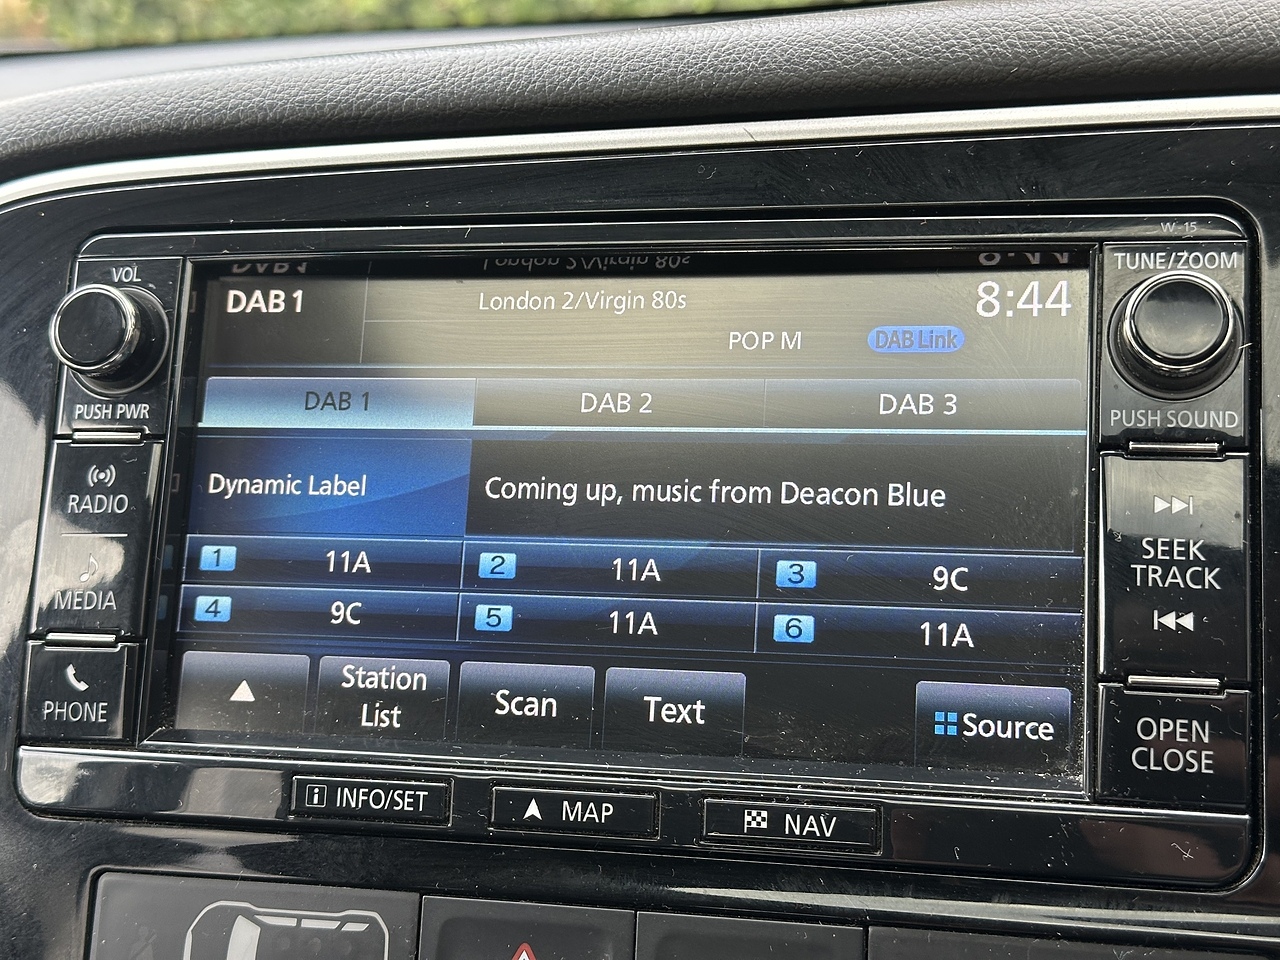 W-15
VOL
TUNE/ZOOM
DAB 1
London 2/Virgin 80s
8:44
POP M
DAB Link
PUSH PWR
DAB 1
DAB 2
DAB 3
PUSH SOUND
RADIO
Dynamic Label
Coming up, music from Deacon Blue
SEEK
TRACK
MEDIA
1 11A
2 11A
3 9C
4 9C
5 11A
6 11A
PHONE
Station
List
Scan
Text
Source
OPEN
CLOSE
i INFO/SET
MAP
NAV